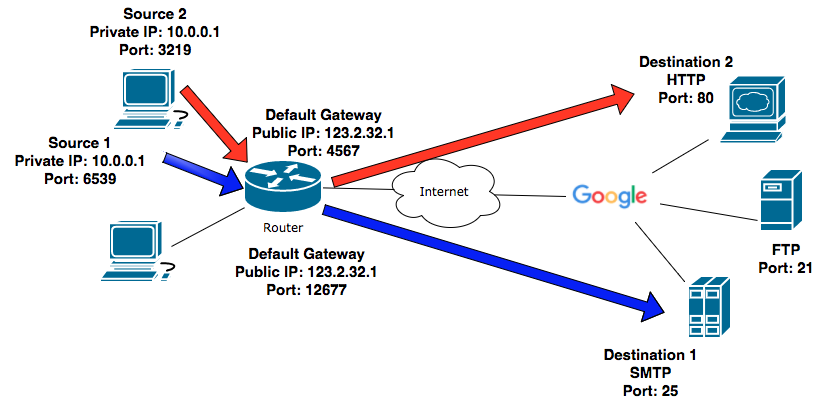 Source 2
Private IP: 10.0.0.1
Port: 3219
Source 1
Private IP: 10.0.0.1
Port: 6539
Default Gateway
Public IP: 123.2.32.1
Port: 4567
Router
Default Gateway
Public IP: 123.2.32.1
Port: 12677
Internet
Google
Destination 2
HTTP
Port: 80
FTP
Port: 21
Destination 1
SMTP
Port: 25